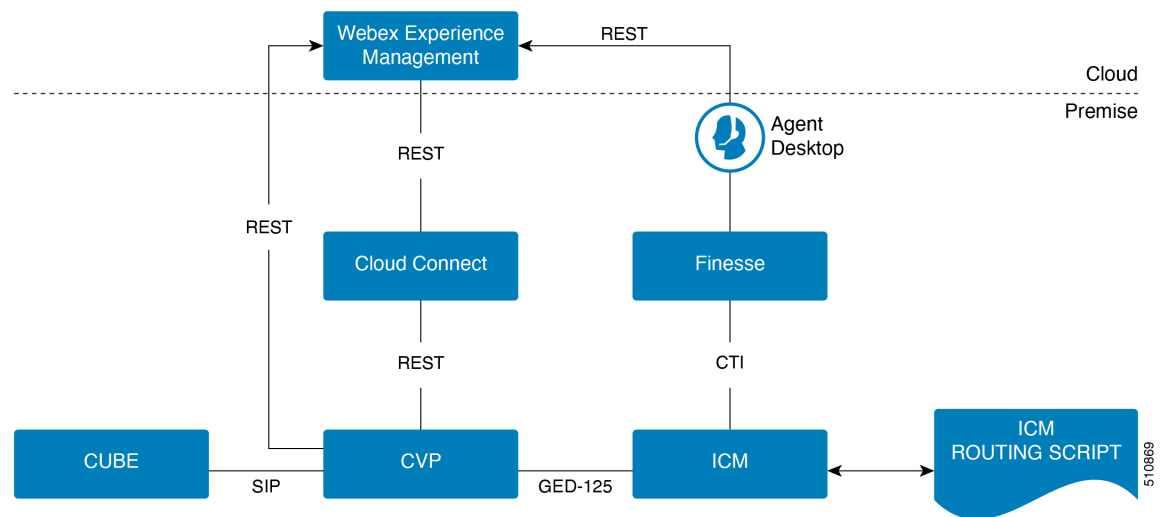 Webex Experience
Management
REST
Cloud
Premise
Agent
Desktop
REST
REST
Cloud Connect
Finesse
REST
CTI
CUBE
SIP
CVP
GED-125
ICM
ICM
ROUTING SCRIPT
510869